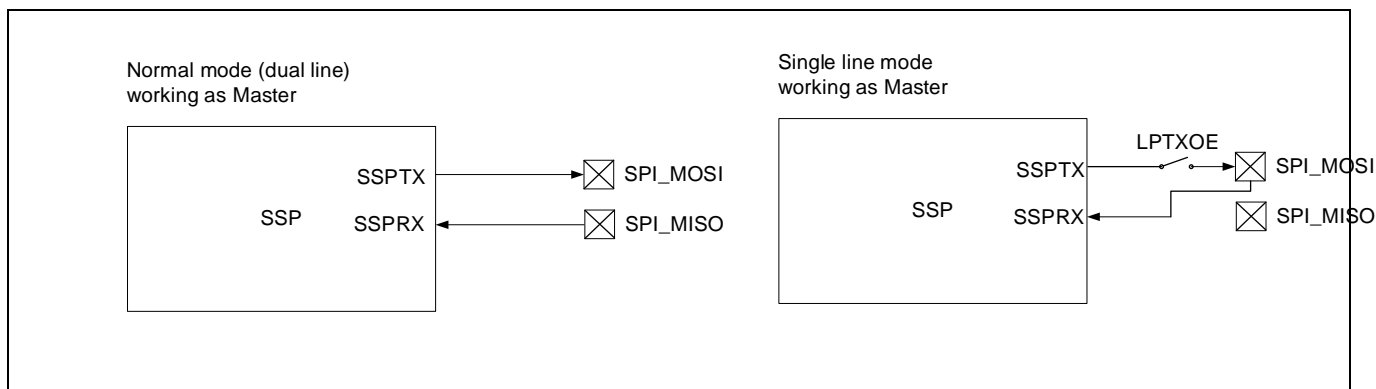 Normal mode (dual line)
working as Master
SSPTX
SPI_MOSI
SSP
SSPRX
SPI_MISO
Single line mode
working as Master
LPTXOE
SSPTX
SPI_MOSI
SSP
SSPRX
SPI_MISO